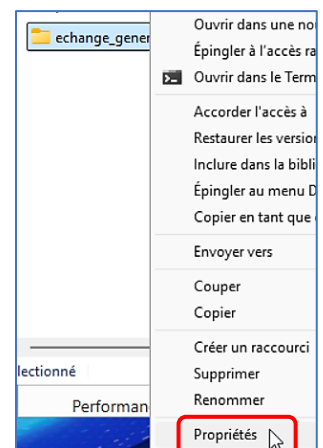 Ouvrir dans une nou
echange_gener
Épingler à l'accès ra
Ouvrir dans le Term
Accorder l'accès à
Restaurer les version
Inclure dans la bibli
Épingler au menu D
Copier en tant que
Envoyer vers
Couper
Copier
Créer un raccourci
lectionné
Supprimer
Renommer
Performan
Propriétés